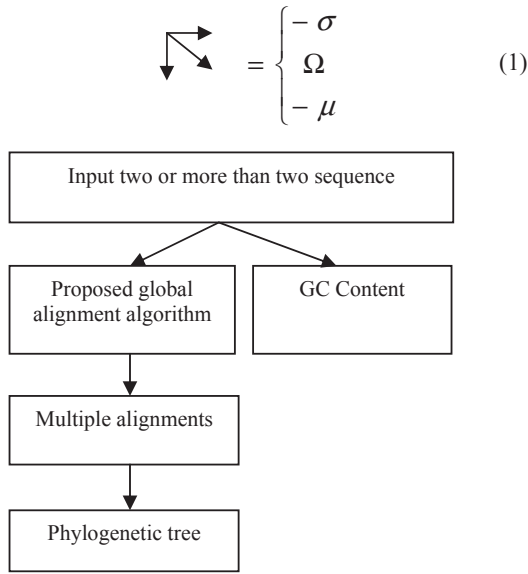 − σ
= { Ω (1)
− μ
Input two or more than two sequence
Proposed global
alignment algorithm
GC Content
Multiple alignments
Phylogenetic tree